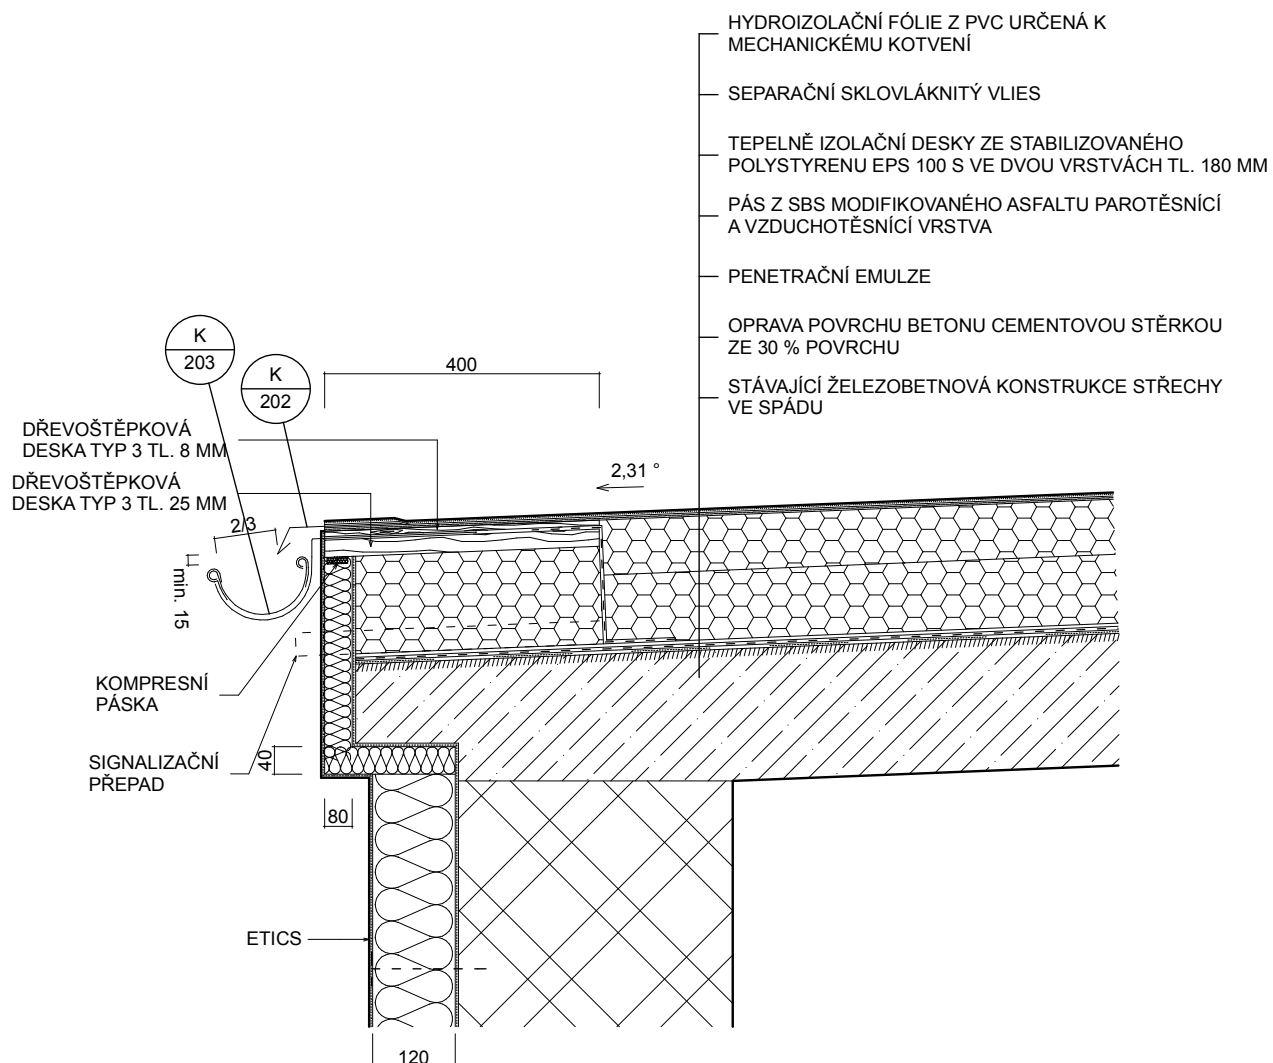 HYDROIZOLAČNÍ FÓLIE Z PVC URČENÁ K
MECHANICKÉMU KOTVENÍ
SEPARAČNÍ SKLOVLÁKNITÝ VLIES
TEPELNĚ IZOLAČNÍ DESKY ZE STABILIZOVANÉHO
POLYSTYRENU EPS 100 S VE DVOU VRSTVÁCH TL. 180 MM
PÁS Z SBS MODIFIKOVANÉHO ASFALTU PAROTĚSNÍCÍ
A VZDUCHOTĚSNÍCÍ VRSTVA
PENETRAČNÍ EMULZE
OPRAVA POVRCHU BETONU CEMENTOVOU STĚRKOU
ZE 30 % POVRCHU
STÁVAJÍCÍ ŽELEZOBETNOVÁ KONSTRUKCE STŘECHY
VE SPÁDU
K
203
K
202
400
DŘEVOŠTĚPKOVÁ
DESKA TYP 3 TL. 8 MM
DŘEVOŠTĚPKOVÁ
DESKA TYP 3 TL. 25 MM
2,31 °
2/3
min. 15
KOMPRESNÍ
PÁSKA
SIGNALIZAČNÍ
PŘEPAD
40
80
ETICS
120